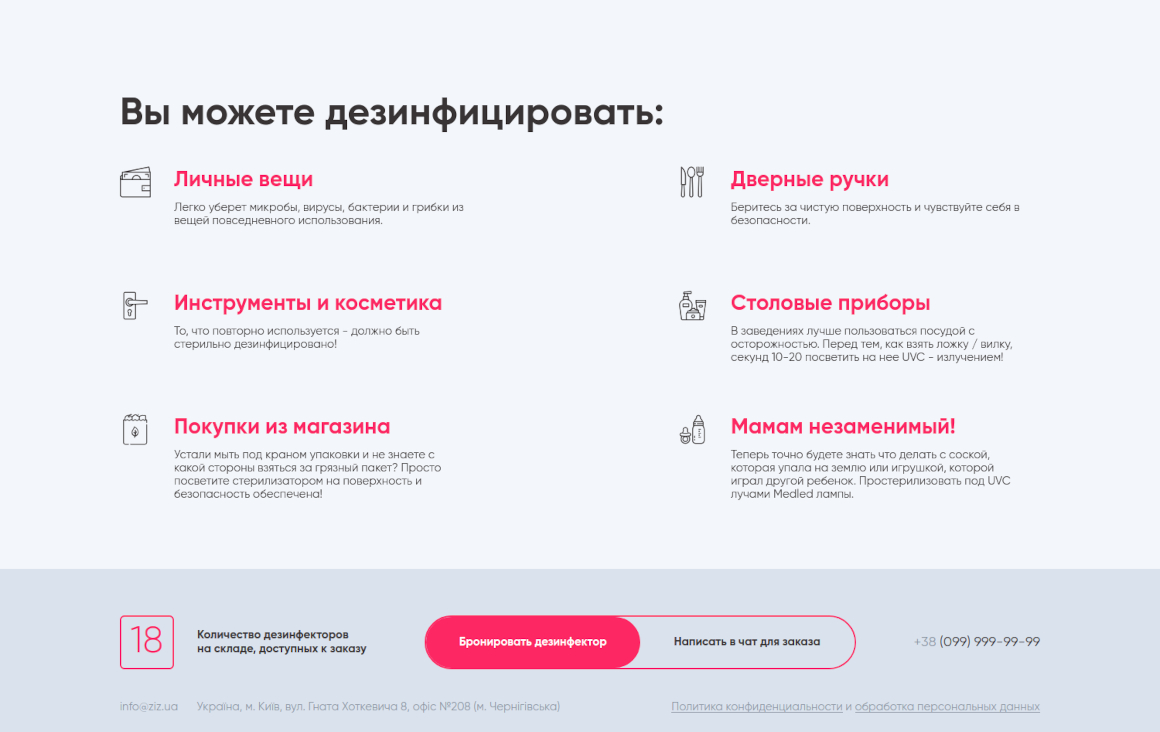 Вы можете дезинфицировать:
Личные вещи
Легко уберет микробы, вирусы, бактерии и грибки из
вещей повседневного использования.
Дверные ручки
Беритесь за чистую поверхность и чувствуйте себя в
безопасности.
Инструменты и косметика
То, что повторно используется - должно быть
стерильно дезинфицировано!
Столовые приборы
В заведениях лучше пользоваться посудой с
осторожностью. Перед тем, как взять ложку / вилку,
секунд 10-20 посветить на нее UVC - излучением!
Покупки из магазина
Устали мыть под краном упаковки и не знаете с
какой стороны взяться за грязный пакет? Просто
посветите стерилизатором на поверхность и
безопасность обеспечена!
Мамам незаменимый!
Теперь точно будете знать что делать с соской,
которая упала на землю или игрушкой, которой
играл другой ребенок. Простерилизовать под UVC
лучами Medled лампы.
18
Количество дезинфекторов
на складе, доступных к заказу
Бронировать дезинфектор
Написать в чат для заказа
+38 (099) 999-99-99
info@ziz.ua
Україна, м. Київ, вул. Гната Хоткевича 8, офіс №208 (м. Чернігівська)
Политика конфиденциальности и обработка персональных данных